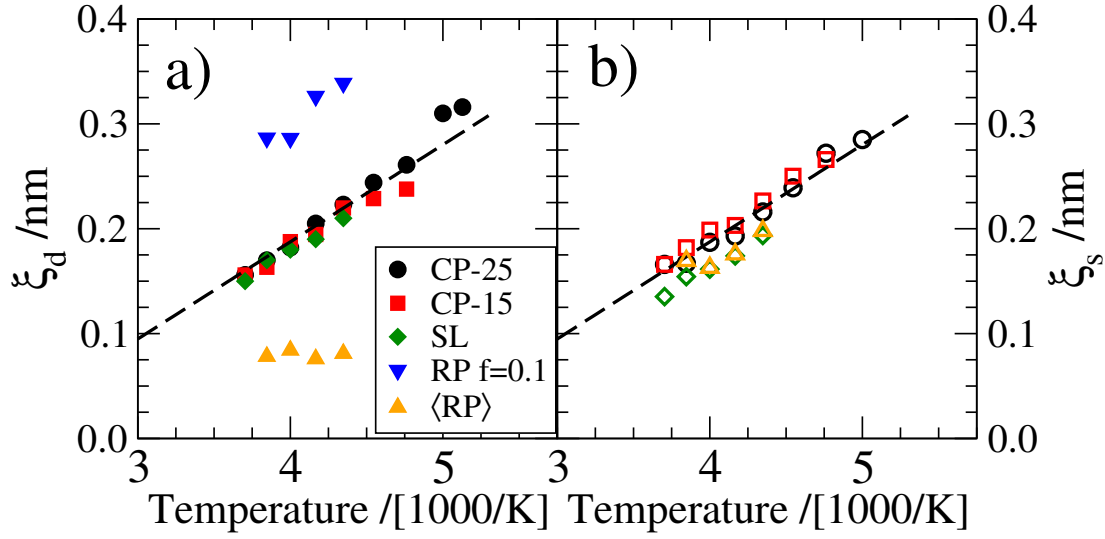 0.4
0.3
0.2
0.1
0.0
ξd /nm
a)
CP-25
CP-15
SL
RP f=0.1
⟨RP⟩
3
4
5
Temperature /[1000/K]
b)
3
4
5
Temperature /[1000/K]
0.4
0.3
0.2
0.1
0.0
ξs /nm